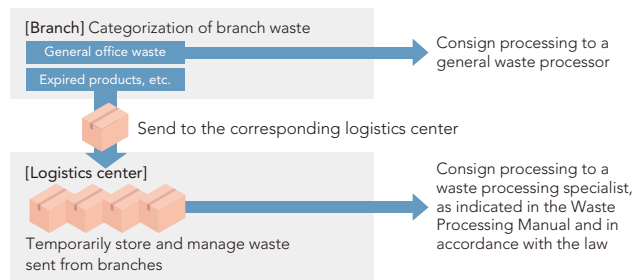 [Branch] Categorization of branch waste
General office waste
Expired products, etc.
Consign processing to a
general waste processor
Send to the corresponding logistics center
[Logistics center]
Temporarily store and manage waste
sent from branches
Consign processing to a
waste processing specialist,
as indicated in the Waste
Processing Manual and in
accordance with the law